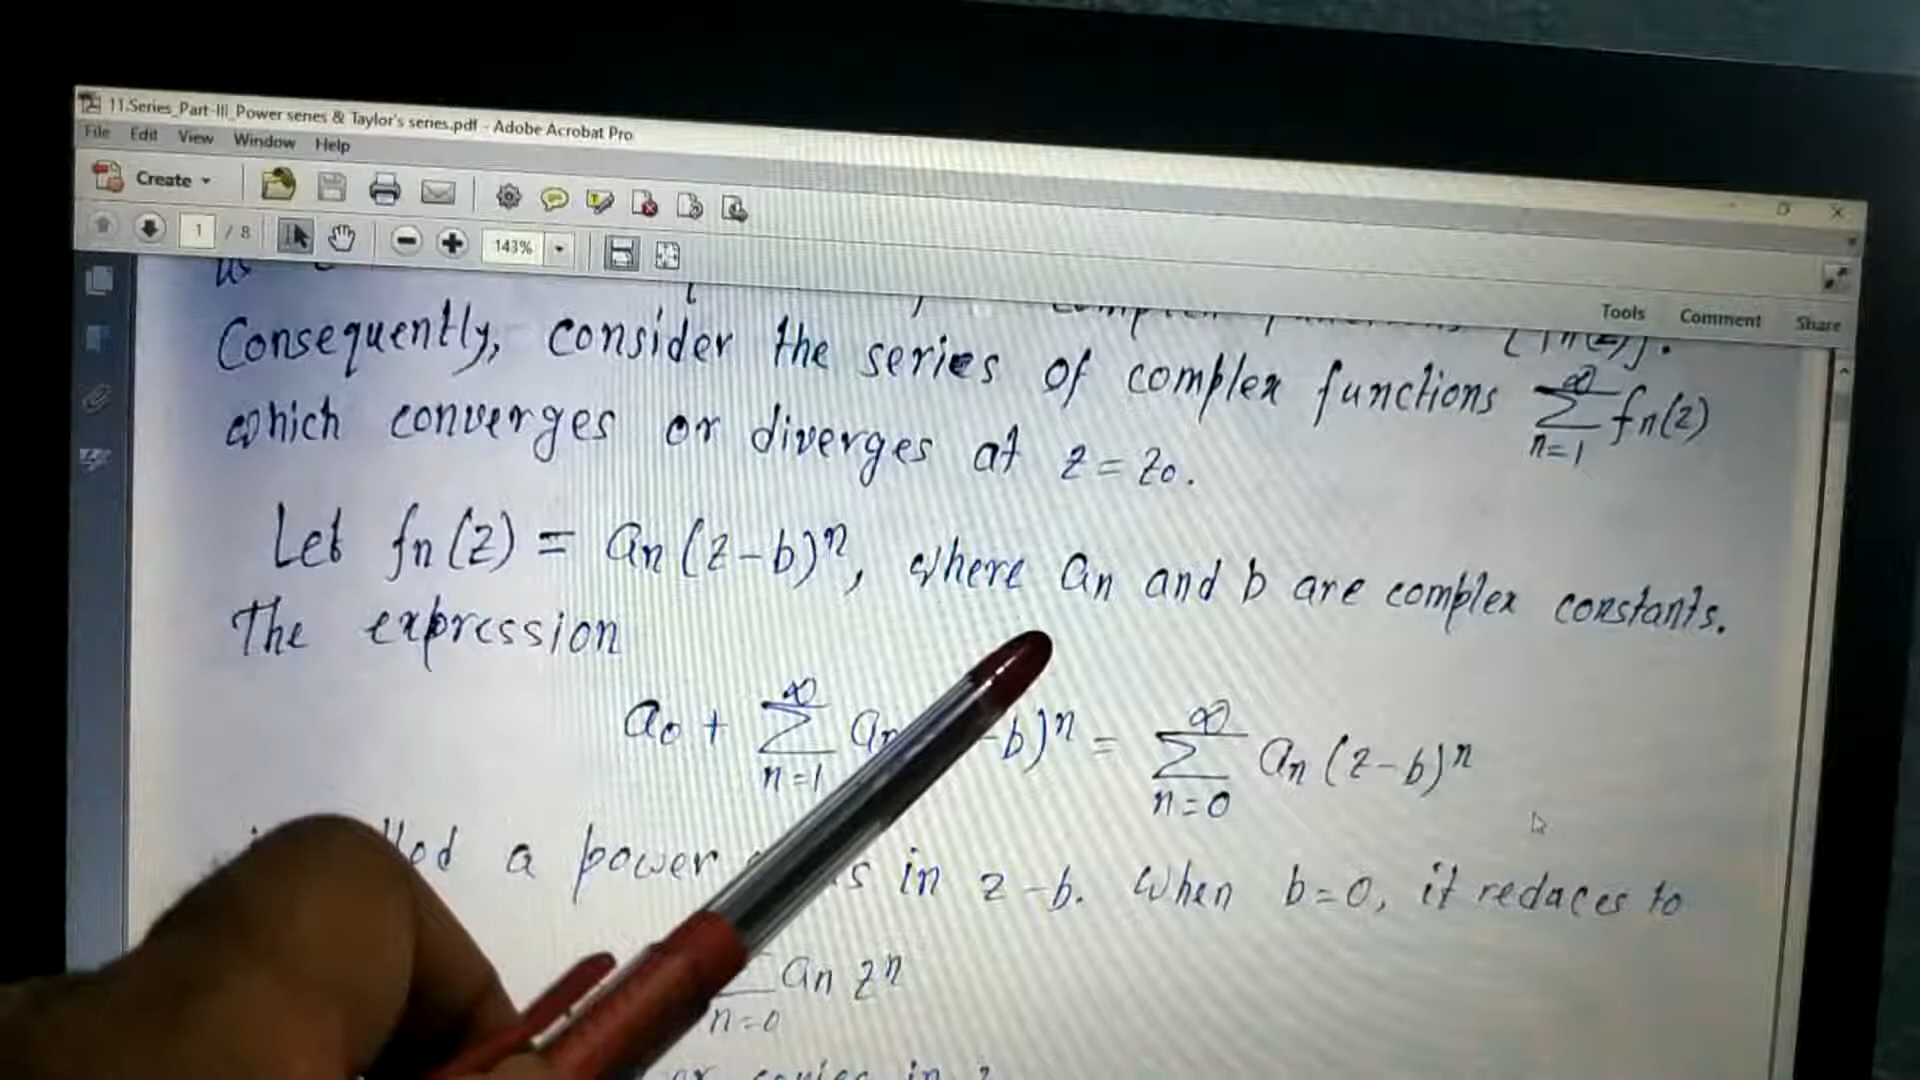 11.Series_Part-III_Power series & Taylor's series.pdf - Adobe Acrobat Pro
File Edit View Window Help
Create
1 / 8 143%
Tools Comment Share
Consequently, consider the series of complex functions ∑_{n=1}^{∞} fn(z)
which converges or diverges at z = z₀.
Let fn(z) = an(z-b)ⁿ, where an and b are complex constants.
The expression
a₀ + ∑_{n=1}^{∞} an -b)ⁿ = ∑_{n=0}^{∞} an (z-b)ⁿ
a power in z-b. When b=0, it reduces to
∑_{n=0} an zⁿ
in z